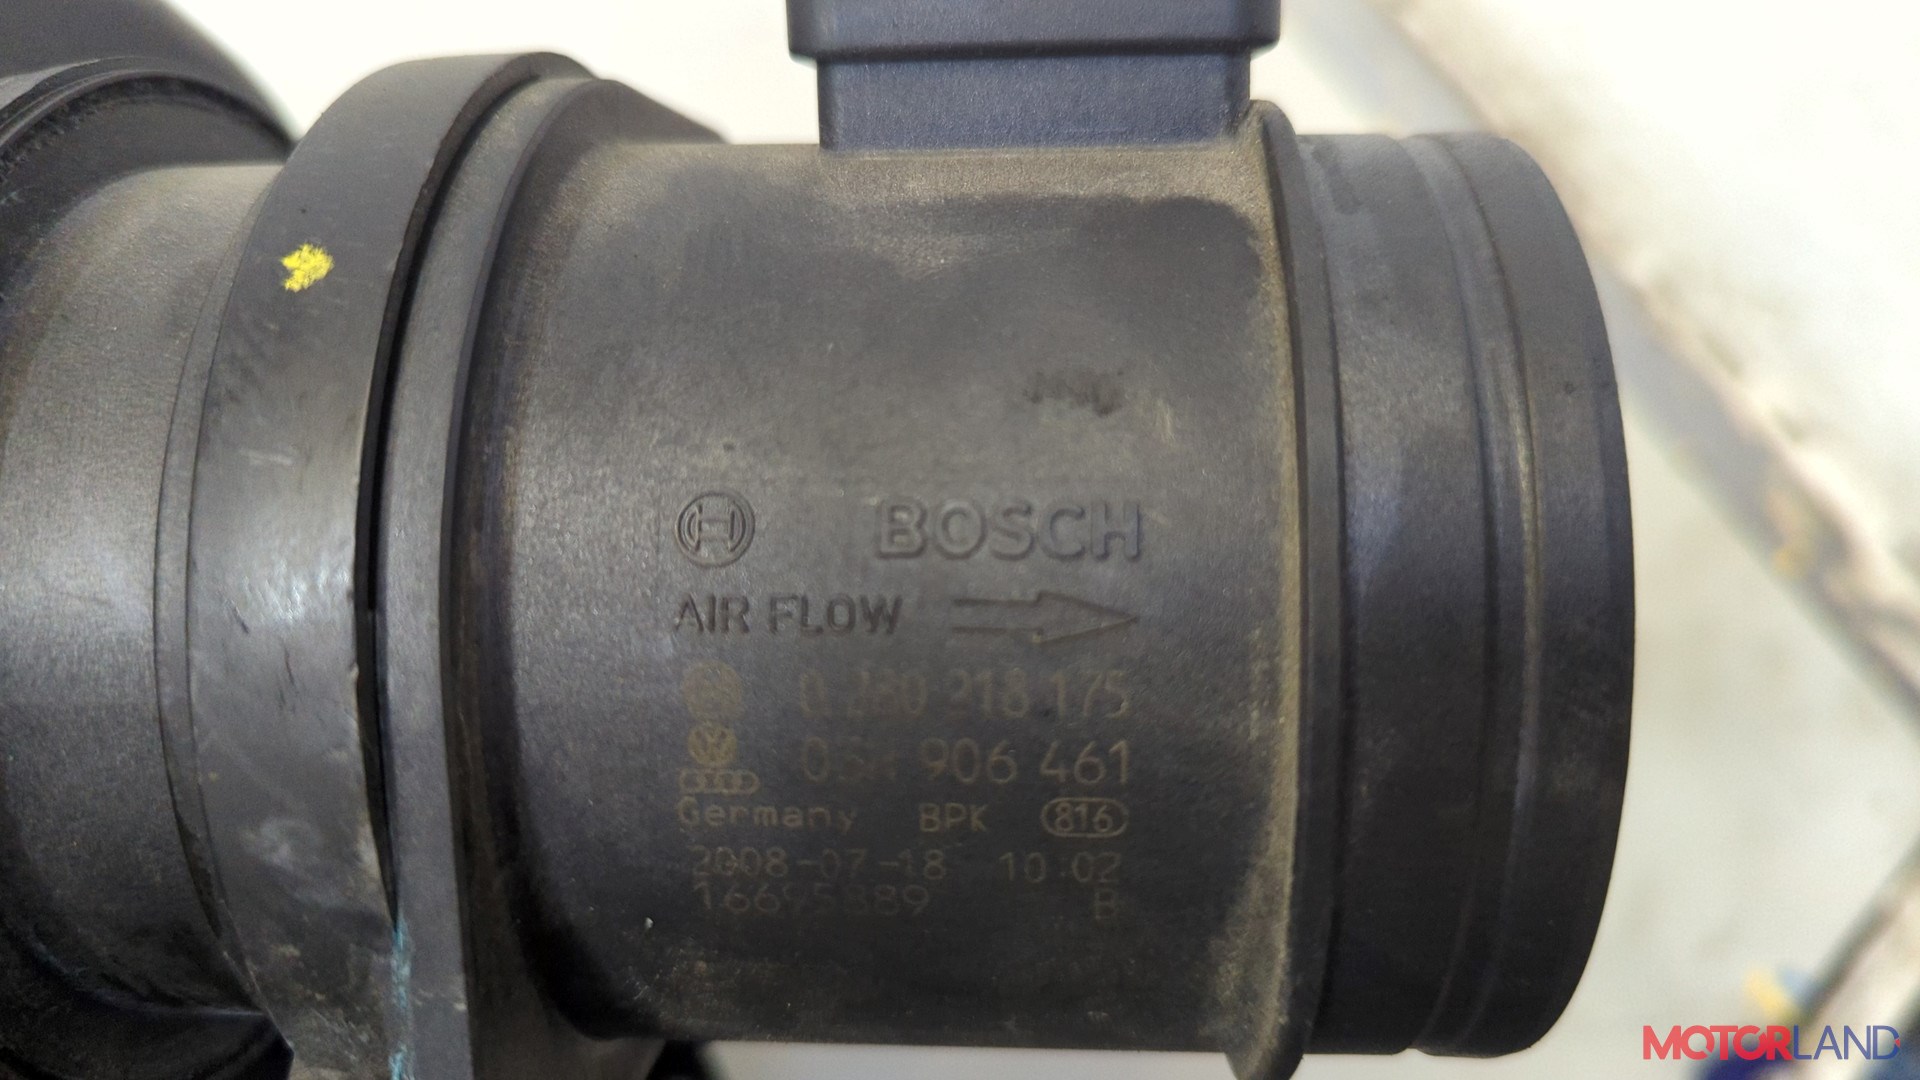 BOSCH
AIR FLOW
0 280 218 175
906 461
Germany BPK 816
2008-07-18 10:02
16695889
B
MOTORLAND